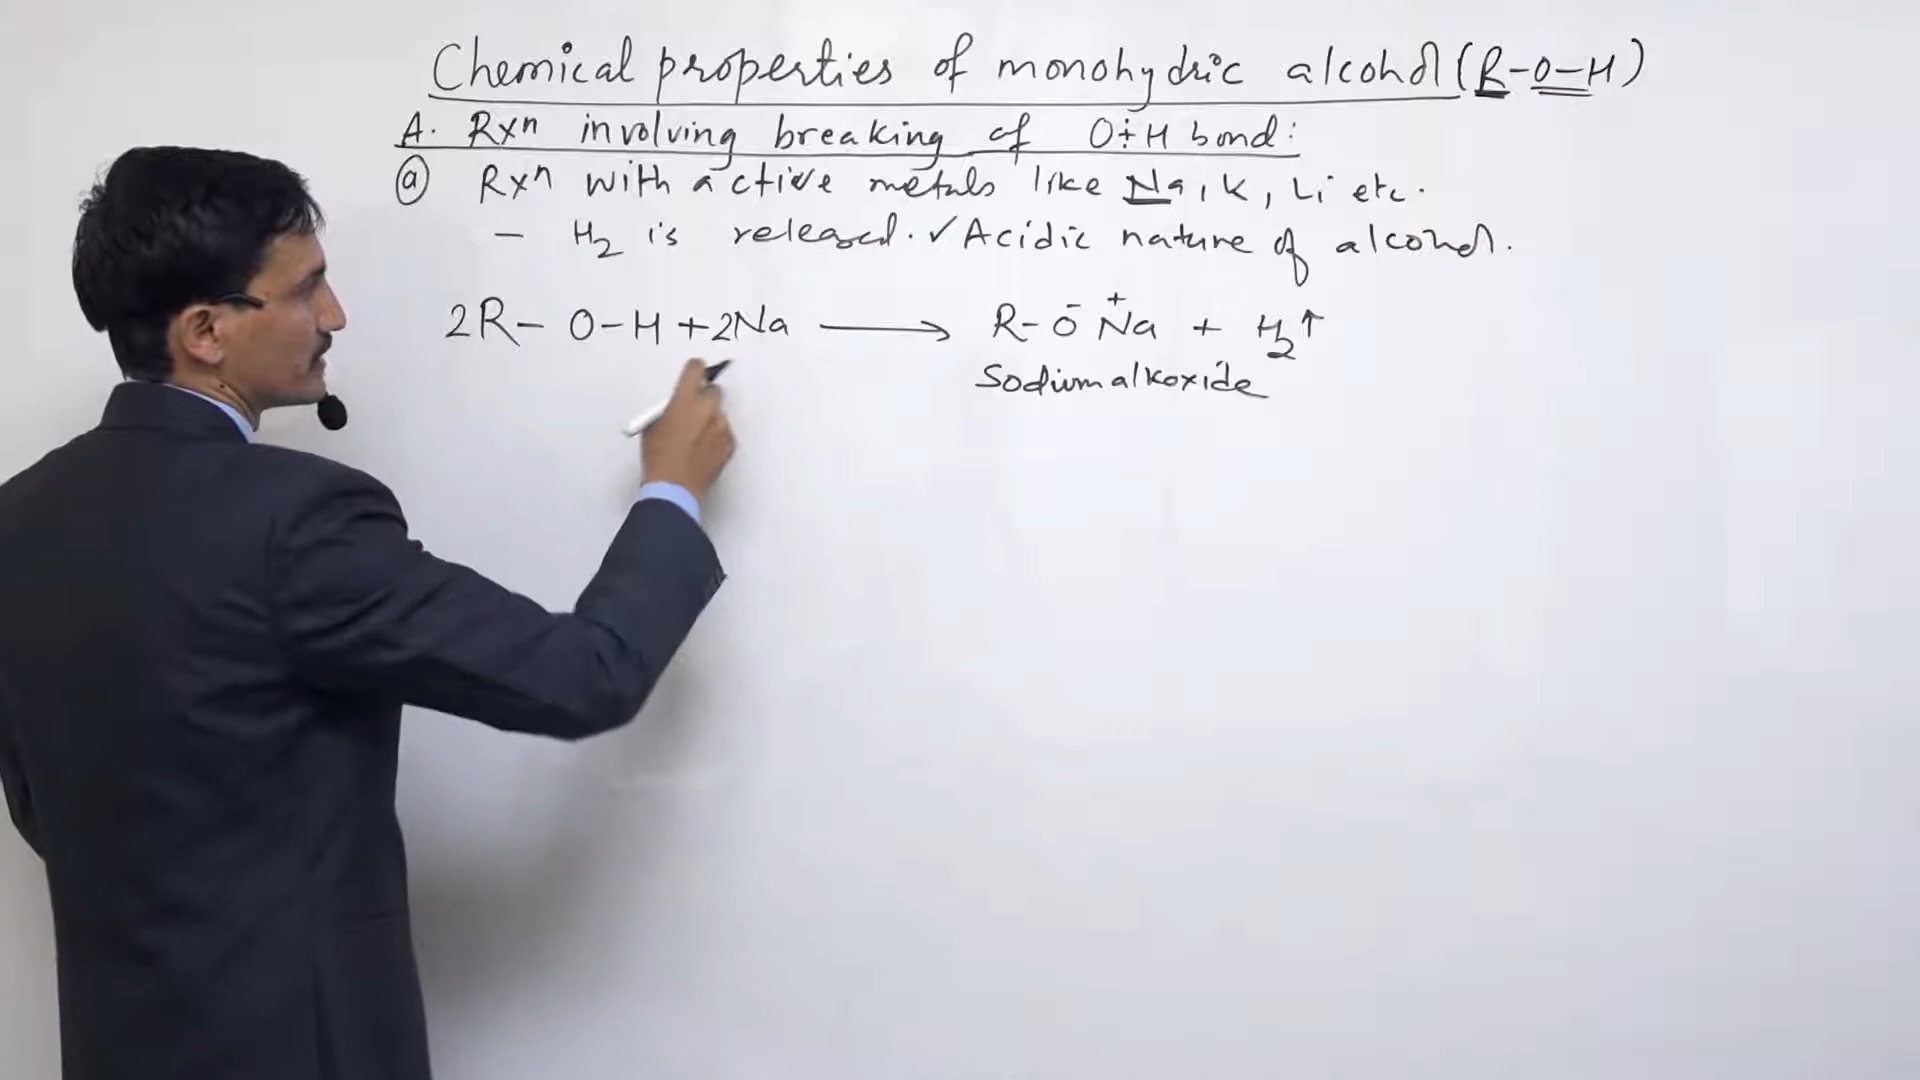 Chemical properties of monohydric alcohol (R-O-H)
A. Rxn involving breaking of O÷H bond:
ⓐ Rxn with active metals like Na, K, Li etc.
- H₂ is released. ✓ Acidic nature of alcohol.
2R-O-H + 2Na ⟶ R-O⁻ Na⁺ + H₂↑
Sodium alkoxide